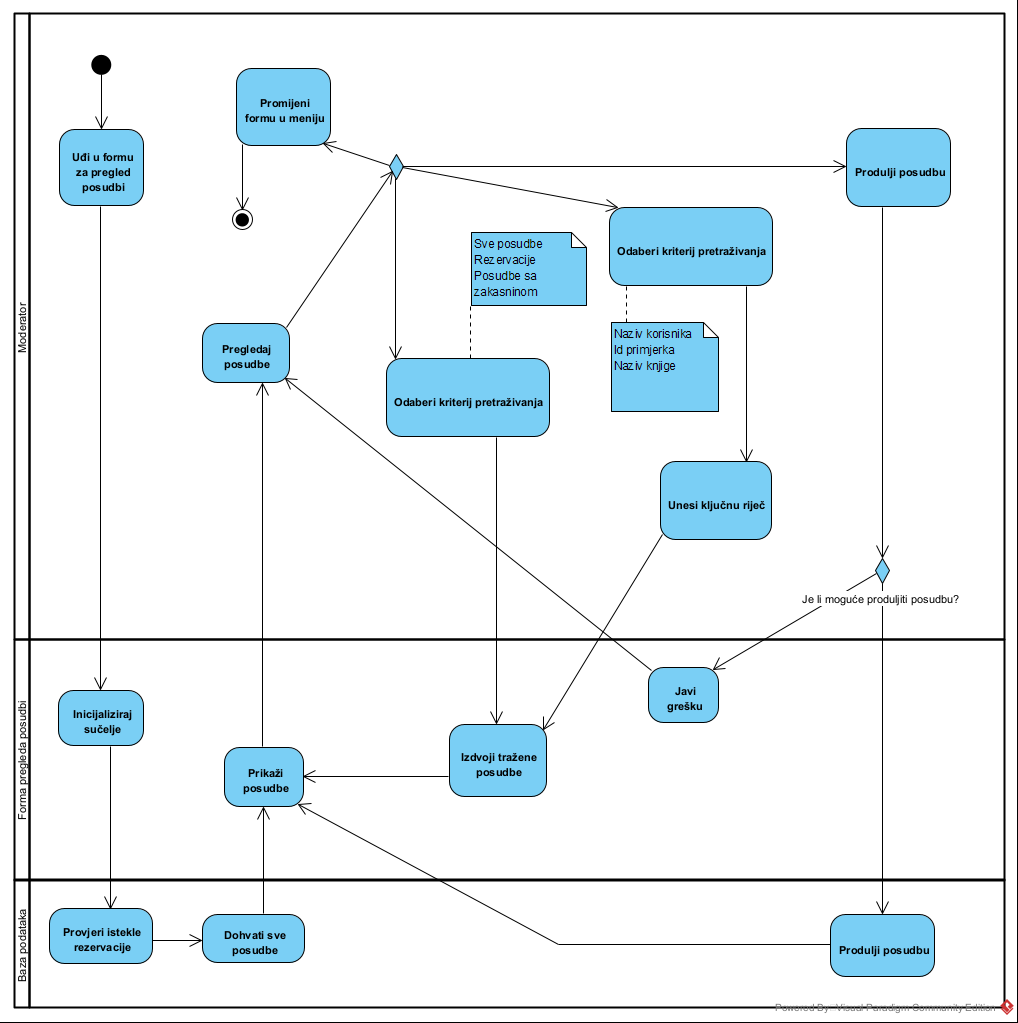 Moderator
Uđi u formu
za pregled
posudbi
Promijeni
formu u meniju
Produlji posudbu
Odaberi kriterij pretraživanja
Sve posudbe
Rezervacije
Posudbe sa
zakasninom
Naziv korisnika
Id primjerka
Naziv knjige
Pregledaj
posudbe
Odaberi kriterij pretraživanja
Unesi ključnu riječ
Je li moguće produljiti posudbu?
Forma pregleda posudbi
Inicijaliziraj
sučelje
Javi
grešku
Izdvoji tražene
posudbe
Prikaži
posudbe
Baza podataka
Provjeri istekle
rezervacije
Dohvati sve
posudbe
Produlji posudbu
Powered By: Visual Paradigm Community Edition